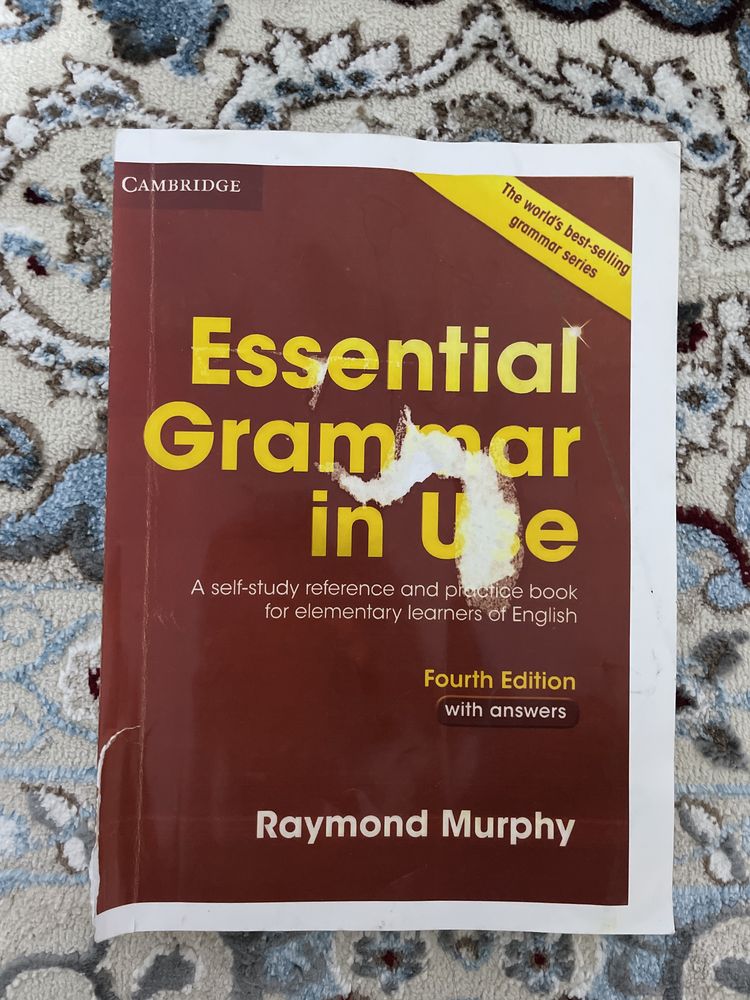 CAMBRIDGE
The world's best-selling
grammar series
Essential
Grammar
in Use
A self-study reference and practice book
for elementary learners of English
Fourth Edition
with answers
Raymond Murphy